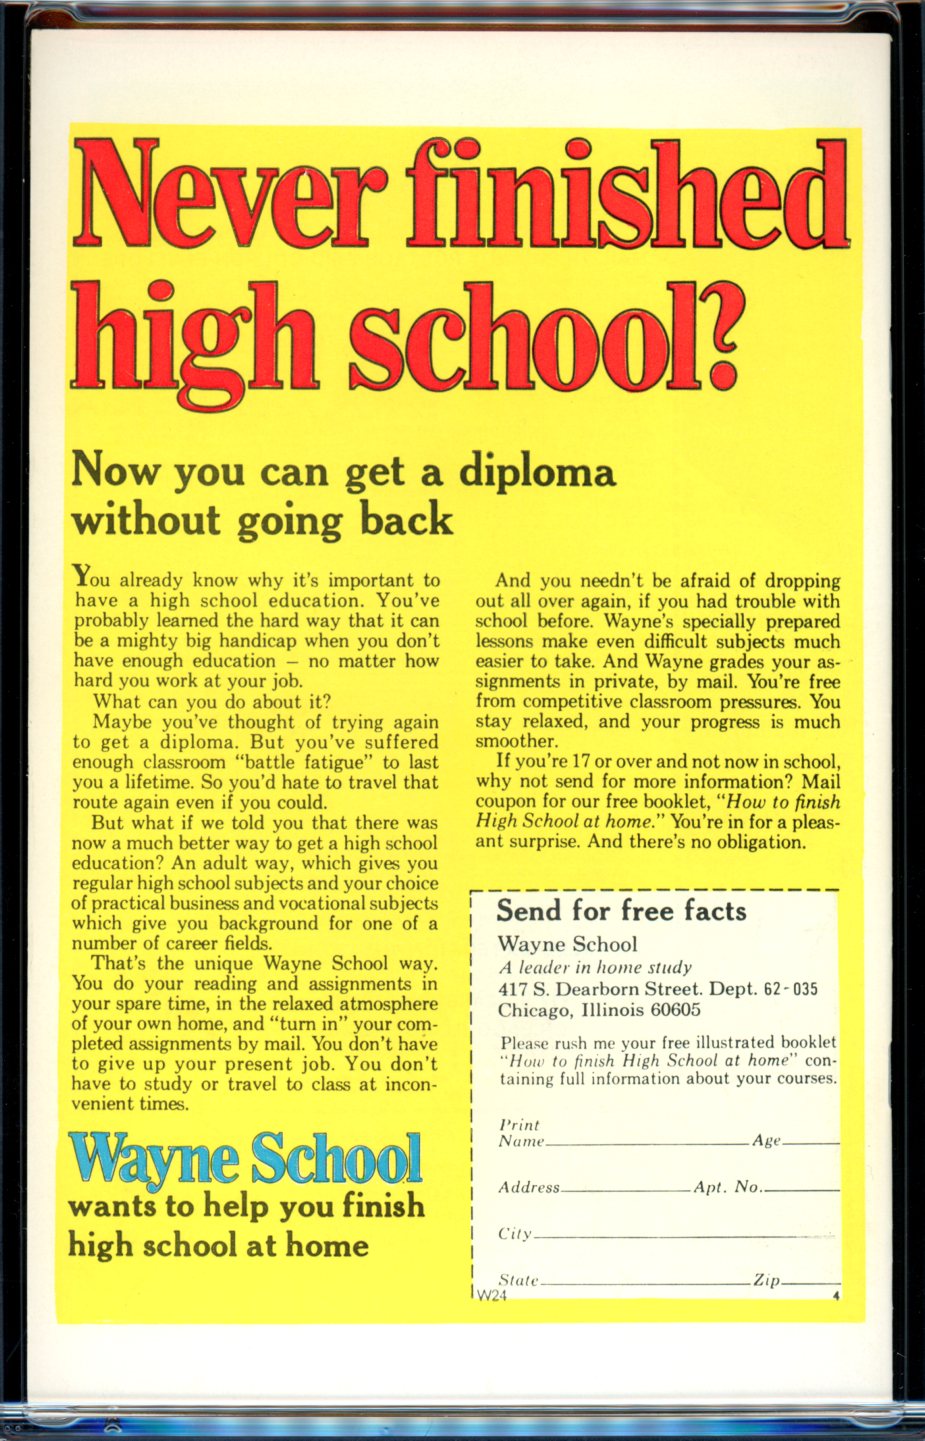 Never finished
high school?
Now you can get a diploma
without going back
You already know why it's important to
have a high school education. You've
probably learned the hard way that it can
be a mighty big handicap when you don't
have enough education – no matter how
hard you work at your job.
What can you do about it?
Maybe you've thought of trying again
to get a diploma. But you've suffered
enough classroom "battle fatigue" to last
you a lifetime. So you'd hate to travel that
route again even if you could.
But what if we told you that there was
now a much better way to get a high school
education? An adult way, which gives you
regular high school subjects and your choice
of practical business and vocational subjects
which give you background for one of a
number of career fields.
That's the unique Wayne School way.
You do your reading and assignments in
your spare time, in the relaxed atmosphere
of your own home, and "turn in" your com-
pleted assignments by mail. You don't have
to give up your present job. You don't
have to study or travel to class at incon-
venient times.
Wayne School
wants to help you finish
high school at home
And you needn't be afraid of dropping
out all over again, if you had trouble with
school before. Wayne's specially prepared
lessons make even difficult subjects much
easier to take. And Wayne grades your as-
signments in private, by mail. You're free
from competitive classroom pressures. You
stay relaxed, and your progress is much
smoother.
If you're 17 or over and not now in school,
why not send for more information? Mail
coupon for our free booklet, "How to finish
High School at home." You're in for a pleas-
ant surprise. And there's no obligation.
Send for free facts
Wayne School
A leader in home study
417 S. Dearborn Street. Dept. 62-035
Chicago, Illinois 60605
Please rush me your free illustrated booklet
"How to finish High School at home" con-
taining full information about your courses.
Print
Name Age
Address Apt. No.
City
State Zip
W24 4